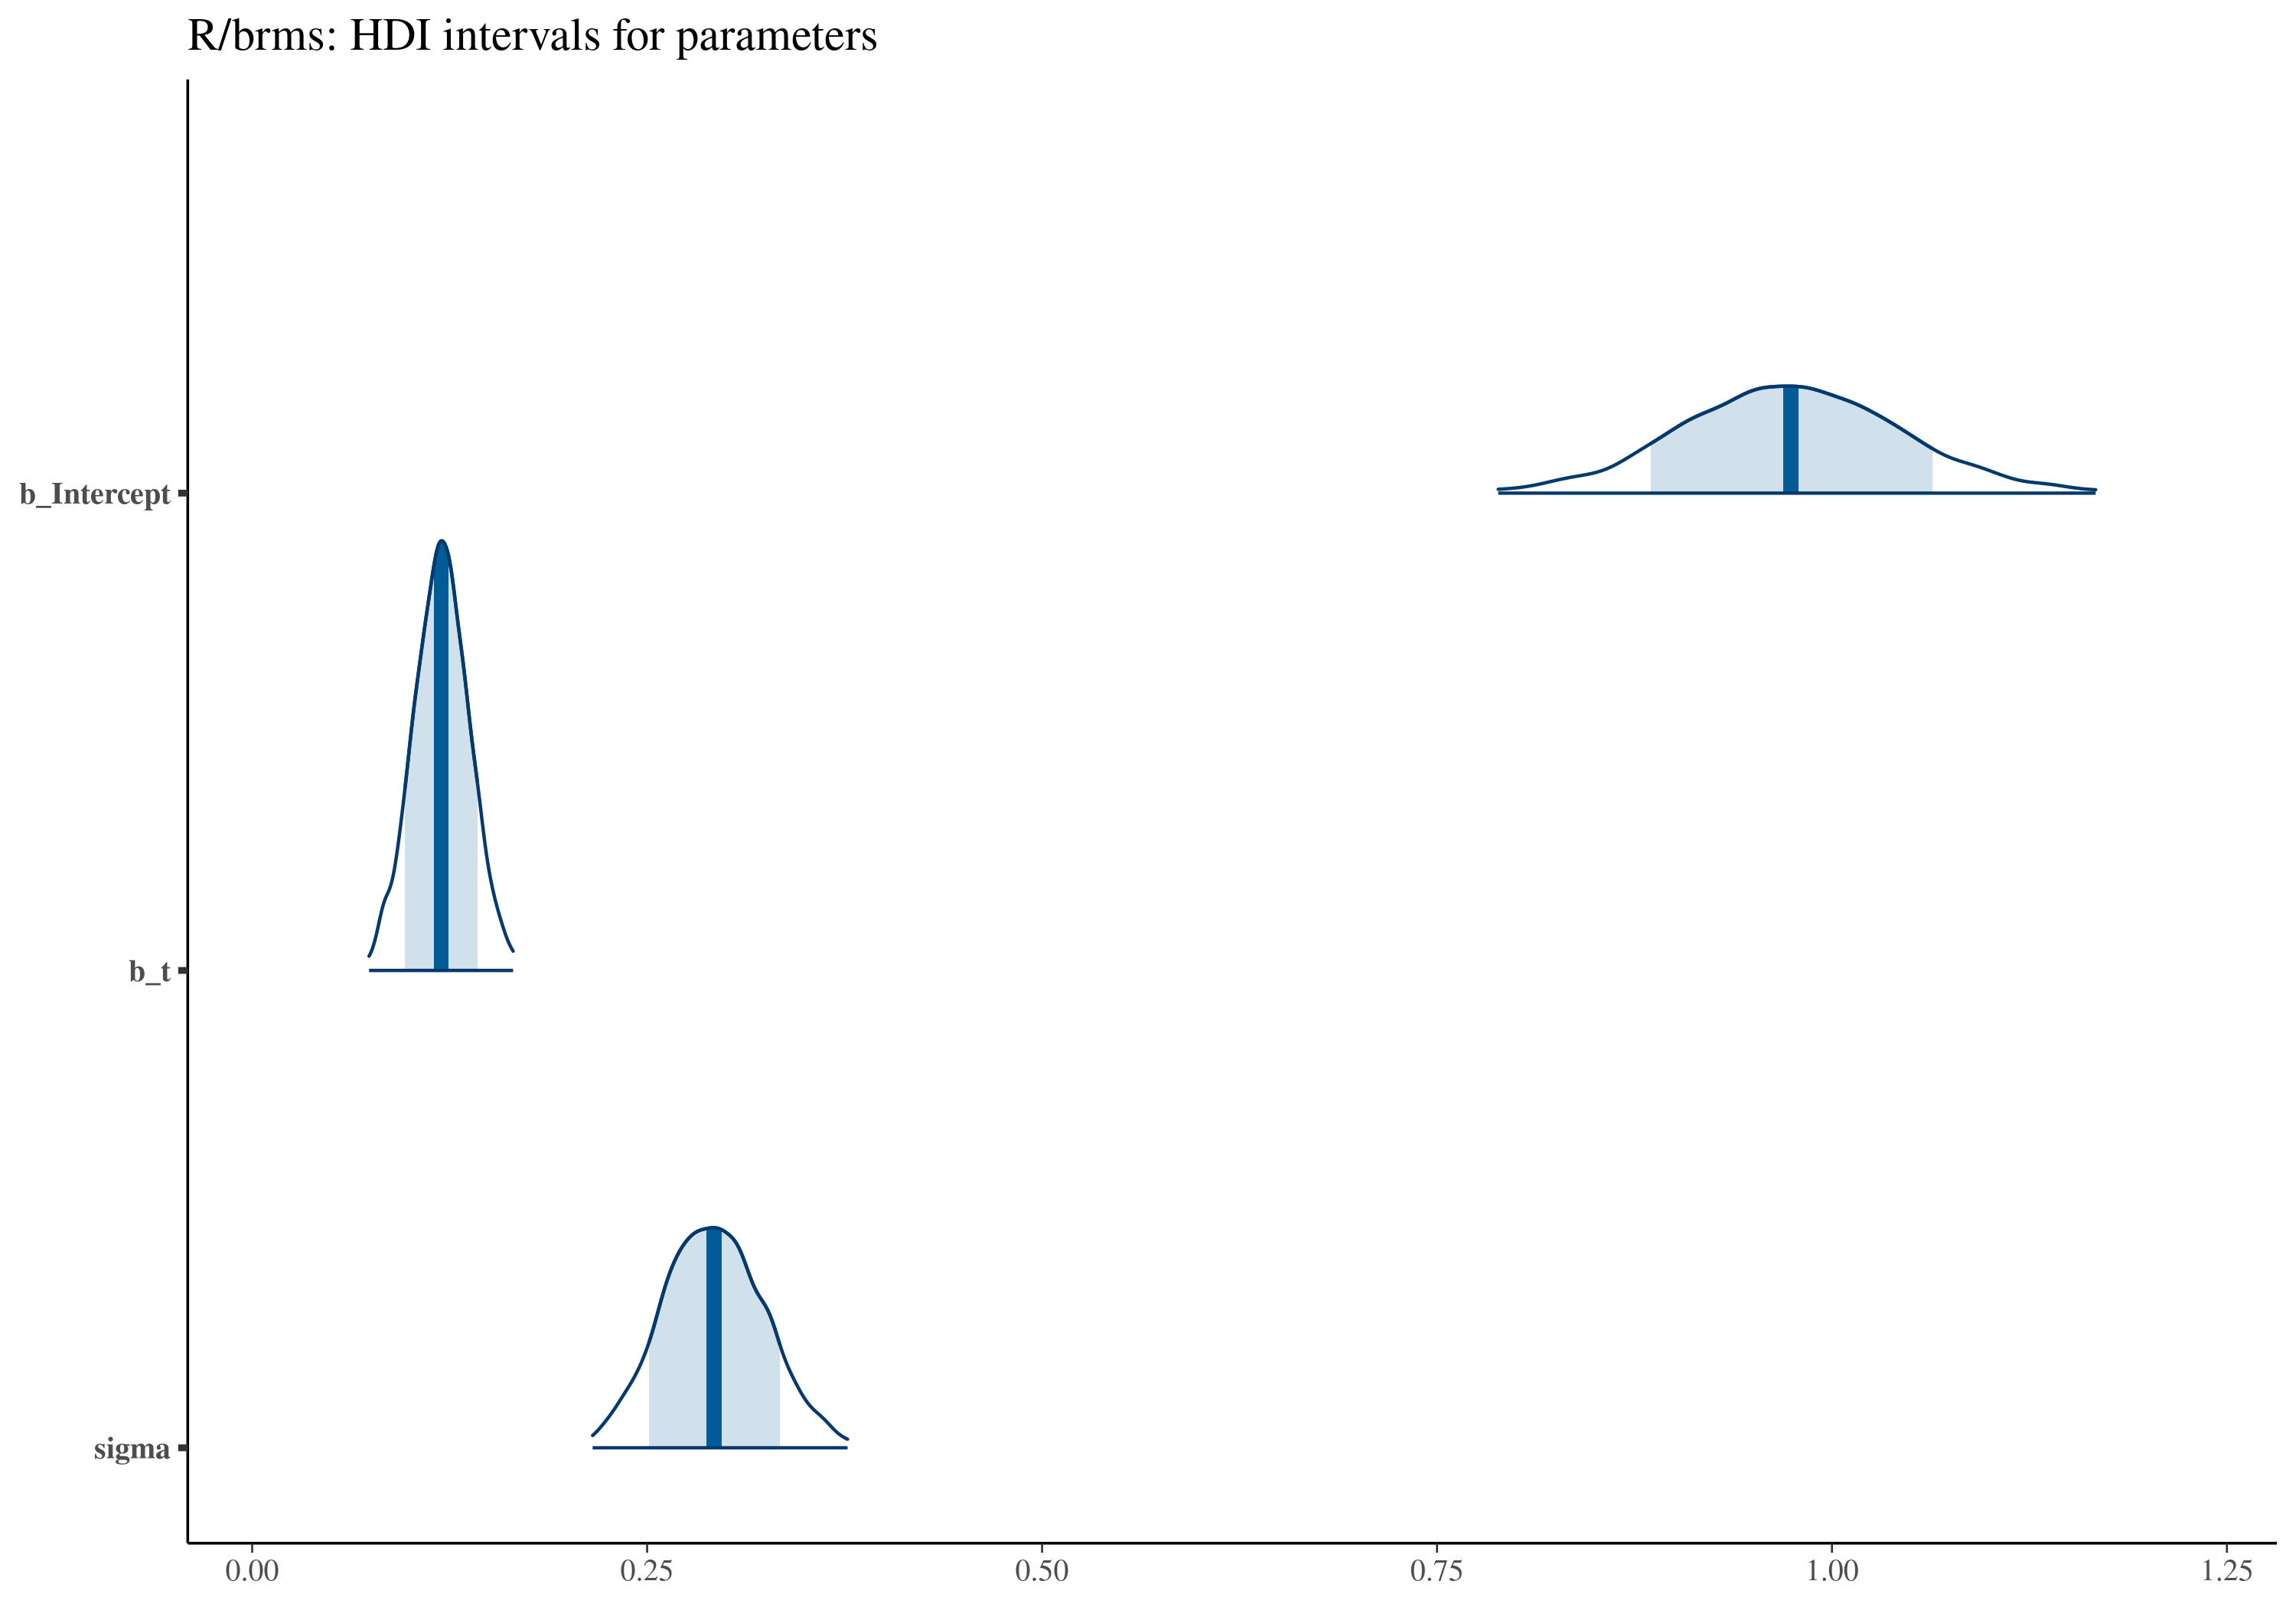 R/brms: HDI intervals for parameters
b_Intercept
b_t
sigma
0.00 0.25 0.50 0.75 1.00 1.25